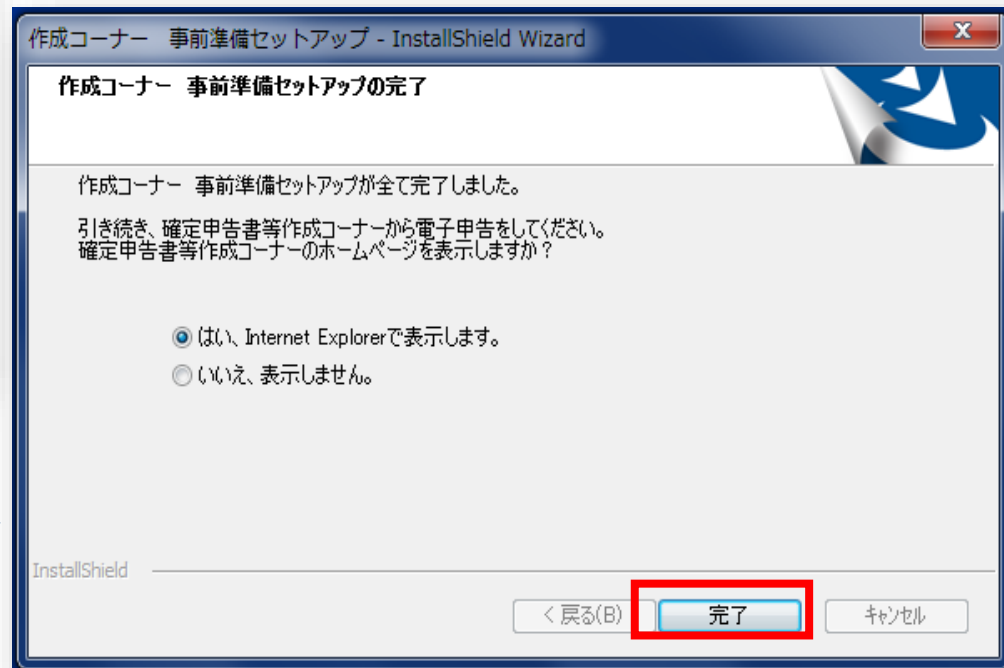 作成コーナー　事前準備セットアップ - InstallShield Wizard
作成コーナー　事前準備セットアップの完了
作成コーナー　事前準備セットアップが全て完了しました。
引き続き、確定申告書等作成コーナーから電子申告をしてください。
確定申告書等作成コーナーのホームページを表示しますか？
はい、Internet Explorerで表示します。
いいえ、表示しません。
InstallShield
< 戻る(B)
完了
キャンセル